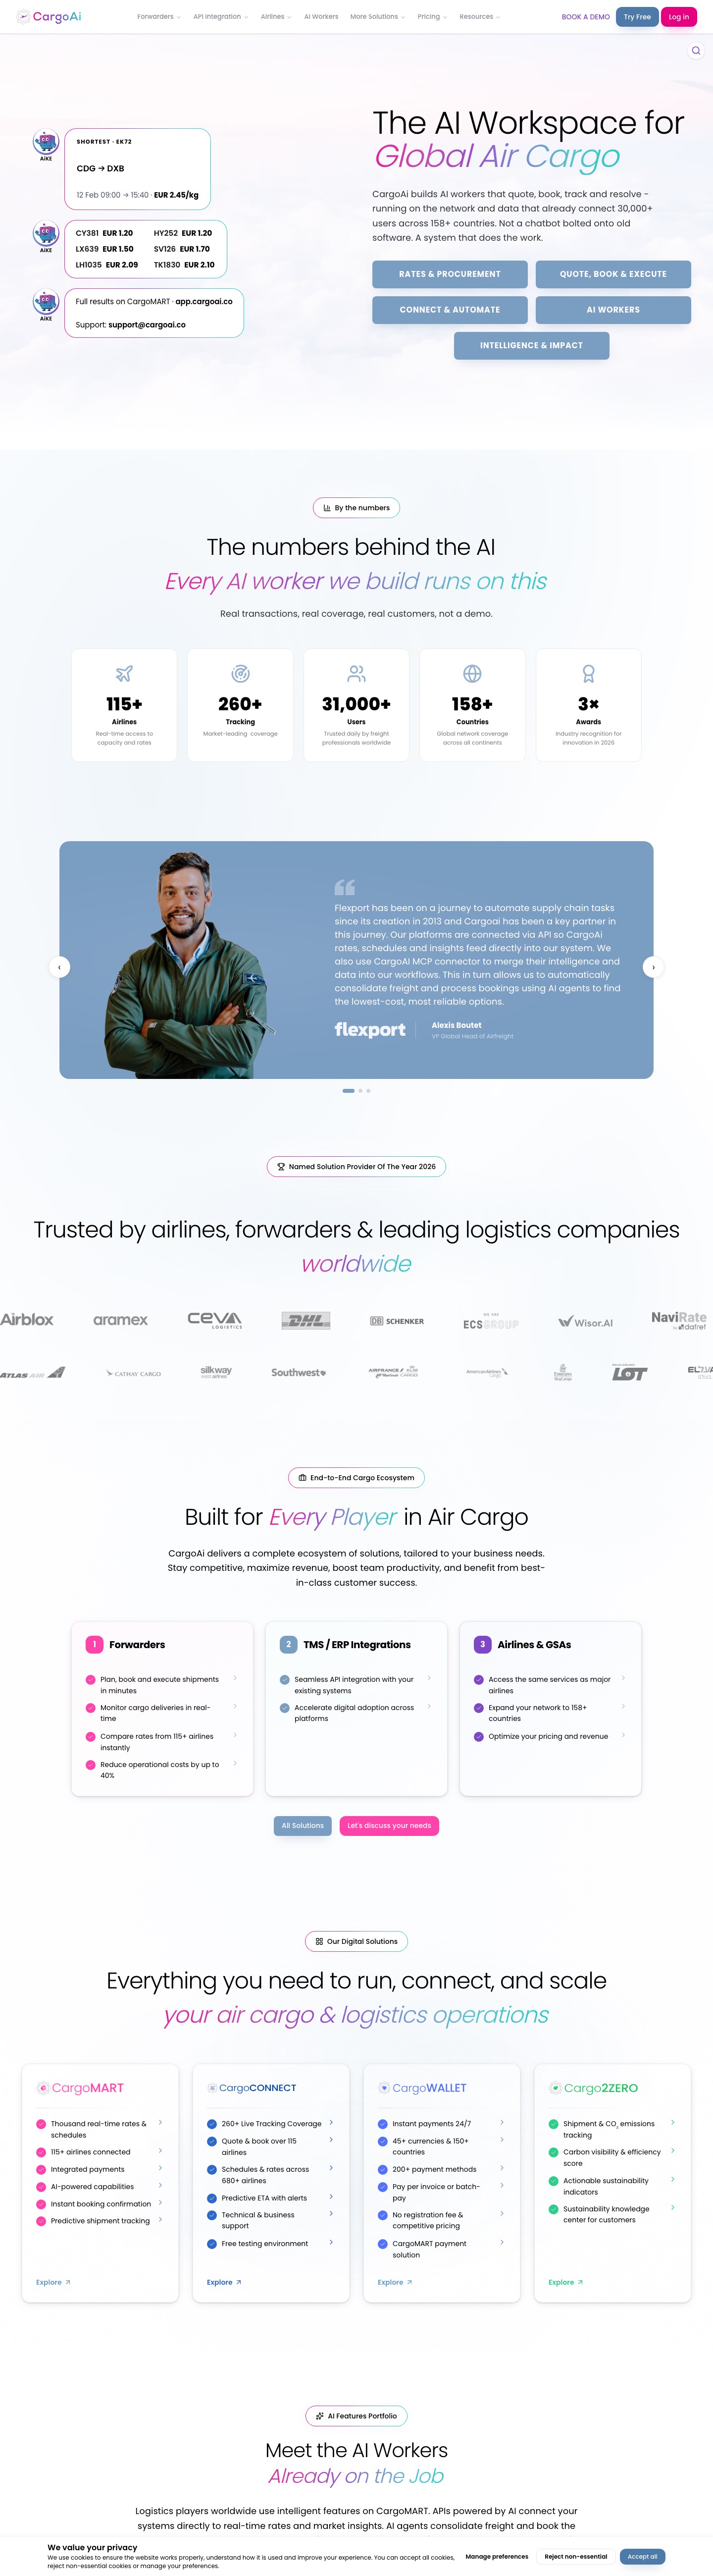 CargoAi
Forwarders
API Integration
Airlines
AI Workers
More Solutions
Pricing
Resources
BOOK A DEMO
Try Free
Log in
AiKE
SHORTEST · EK72
CDG → DXB
12 Feb 09:00 → 15:40 · EUR 2.45/kg
AiKE
CY381 EUR 1.20 HY252 EUR 1.20
LX639 EUR 1.50 SV126 EUR 1.70
LH1035 EUR 2.09 TK1830 EUR 2.10
AiKE
Full results on CargoMART · app.cargoai.co
Support: support@cargoai.co
The AI Workspace for
Global Air Cargo
CargoAi builds AI workers that quote, book, track and resolve -
running on the network and data that already connect 30,000+
users across 158+ countries. Not a chatbot bolted onto old
software. A system that does the work.
RATES & PROCUREMENT
QUOTE, BOOK & EXECUTE
CONNECT & AUTOMATE
AI WORKERS
INTELLIGENCE & IMPACT
By the numbers
The numbers behind the AI
Every AI worker we build runs on this
Real transactions, real coverage, real customers, not a demo.
115+
Airlines
Real-time access to
capacity and rates
260+
Tracking
Market-leading coverage
31,000+
Users
Trusted daily by freight
professionals worldwide
158+
Countries
Global network coverage
across all continents
3×
Awards
Industry recognition for
innovation in 2026
Flexport has been on a journey to automate supply chain tasks
since its creation in 2013 and Cargoai has been a key partner in
this journey. Our platforms are connected via API so CargoAi
rates, schedules and insights feed directly into our system. We
also use CargoAI MCP connector to merge their intelligence and
data into our workflows. This in turn allows us to automatically
consolidate freight and process bookings using AI agents to find
the lowest-cost, most reliable options.
flexport
Alexis Boutet
VP Global Head of Airfreight
Named Solution Provider Of The Year 2026
Trusted by airlines, forwarders & leading logistics companies
worldwide
Airblox
aramex
CEVA
LOGISTICS
DHL
DB SCHENKER
WE ARE
ECSGROUP
Wisor.AI
NaviRate
by dafref
ATLAS AIR
CATHAY CARGO
silkway
west airlines
Southwest
AIRFRANCE KLM
Martinair CARGO
American Airlines
Cargo
Emirates
SkyCargo
LOT
End-to-End Cargo Ecosystem
Built for Every Player in Air Cargo
CargoAi delivers a complete ecosystem of solutions, tailored to your business needs.
Stay competitive, maximize revenue, boost team productivity, and benefit from best-
in-class customer success.
1 Forwarders
Plan, book and execute shipments
in minutes
Monitor cargo deliveries in real-
time
Compare rates from 115+ airlines
instantly
Reduce operational costs by up to
40%
2 TMS / ERP Integrations
Seamless API integration with your
existing systems
Accelerate digital adoption across
platforms
3 Airlines & GSAs
Access the same services as major
airlines
Expand your network to 158+
countries
Optimize your pricing and revenue
All Solutions
Let's discuss your needs
Our Digital Solutions
Everything you need to run, connect, and scale
your air cargo & logistics operations
CargoMART
Thousand real-time rates &
schedules
115+ airlines connected
Integrated payments
AI-powered capabilities
Instant booking confirmation
Predictive shipment tracking
Explore
CargoCONNECT
260+ Live Tracking Coverage
Quote & book over 115
airlines
Schedules & rates across
680+ airlines
Predictive ETA with alerts
Technical & business
support
Free testing environment
Explore
CargoWALLET
Instant payments 24/7
45+ currencies & 150+
countries
200+ payment methods
Pay per invoice or batch-
pay
No registration fee &
competitive pricing
CargoMART payment
solution
Explore
Cargo2ZERO
Shipment & CO2 emissions
tracking
Carbon visibility & efficiency
score
Actionable sustainability
indicators
Sustainability knowledge
center for customers
Explore
AI Features Portfolio
Meet the AI Workers
Already on the Job
Logistics players worldwide use intelligent features on CargoMART. APIs powered by AI connect your
systems directly to real-time rates and market insights. AI agents consolidate freight and book the
We value your privacy
We use cookies to ensure the website works properly, understand how it is used and improve your experience. You can accept all cookies,
reject non-essential cookies or manage your preferences.
Manage preferences
Reject non-essential
Accept all